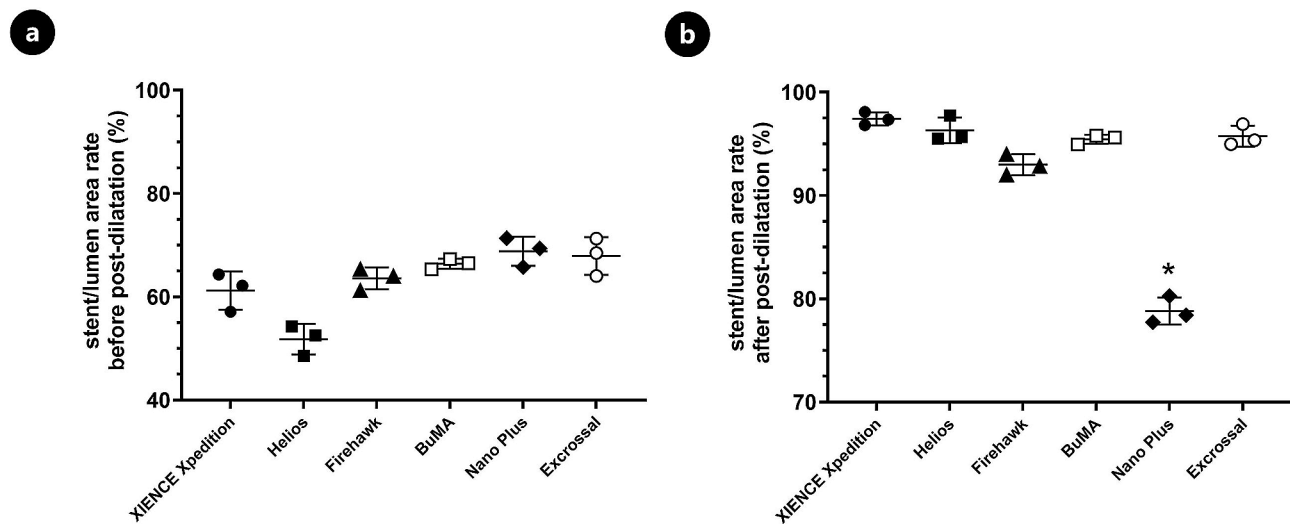 a
stent/lumen area rate
before post-dilatation (%)
100
80
60
40
XIENCE Xpedition
Helios
Firehawk
BuMA
Nano Plus
Excrossal
b
stent/lumen area rate
after post-dilatation (%)
100
90
80
70
*
XIENCE Xpedition
Helios
Firehawk
BuMA
Nano Plus
Excrossal